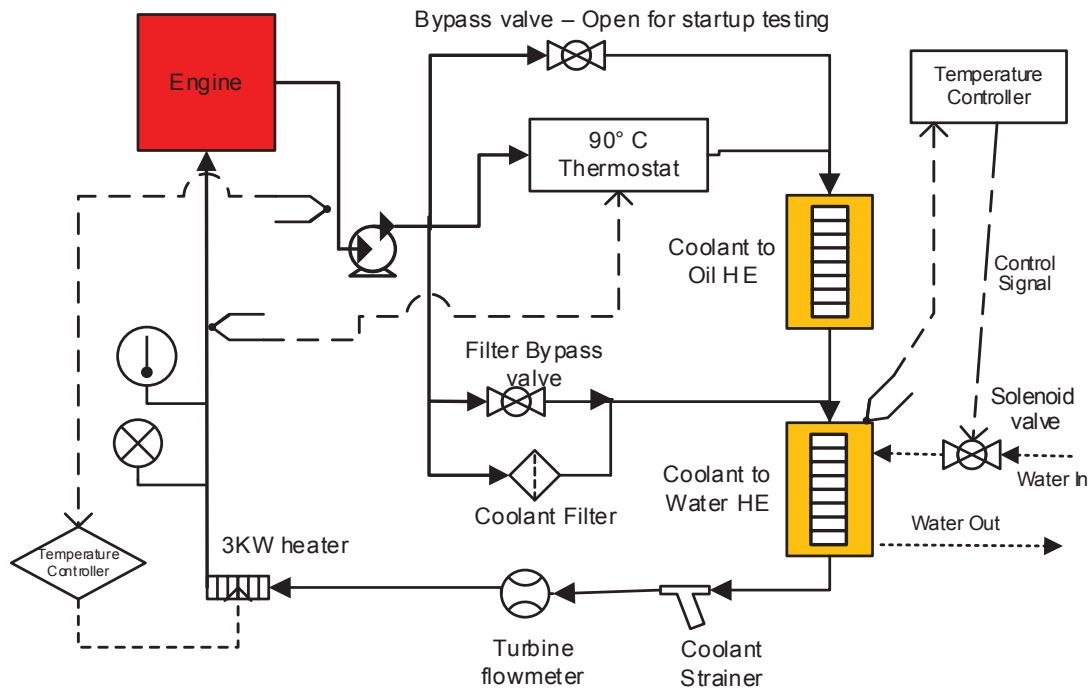 Bypass valve – Open for startup testing
Engine
Temperature
Controller
90° C
Thermostat
Coolant to
Oil HE
Control
Signal
Filter Bypass
valve
Solenoid
valve
Coolant to
Water HE
Water In
Coolant Filter
Water Out
3KW heater
Temperature
Controller
Turbine
flowmeter
Coolant
Strainer